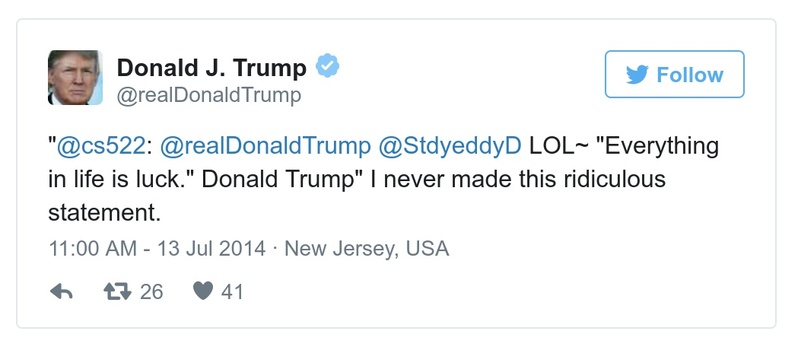 Donald J. Trump
@realDonaldTrump
Follow
"@cs522: @realDonaldTrump @StdyeddyD LOL~ "Everything
in life is luck." Donald Trump" I never made this ridiculous
statement.
11:00 AM - 13 Jul 2014 · New Jersey, USA
26 41